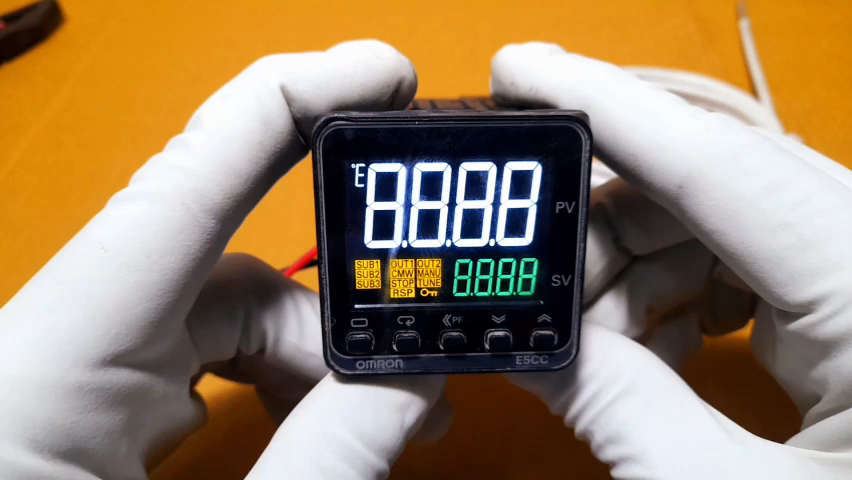 °E
8.8.8.8
PV
SUB1 OUT1 OUT2
SUB2 CMW MANU
SUB3 STOP TUNE
RSP
8.8.8.8
SV
PF
OMRON
E5CC